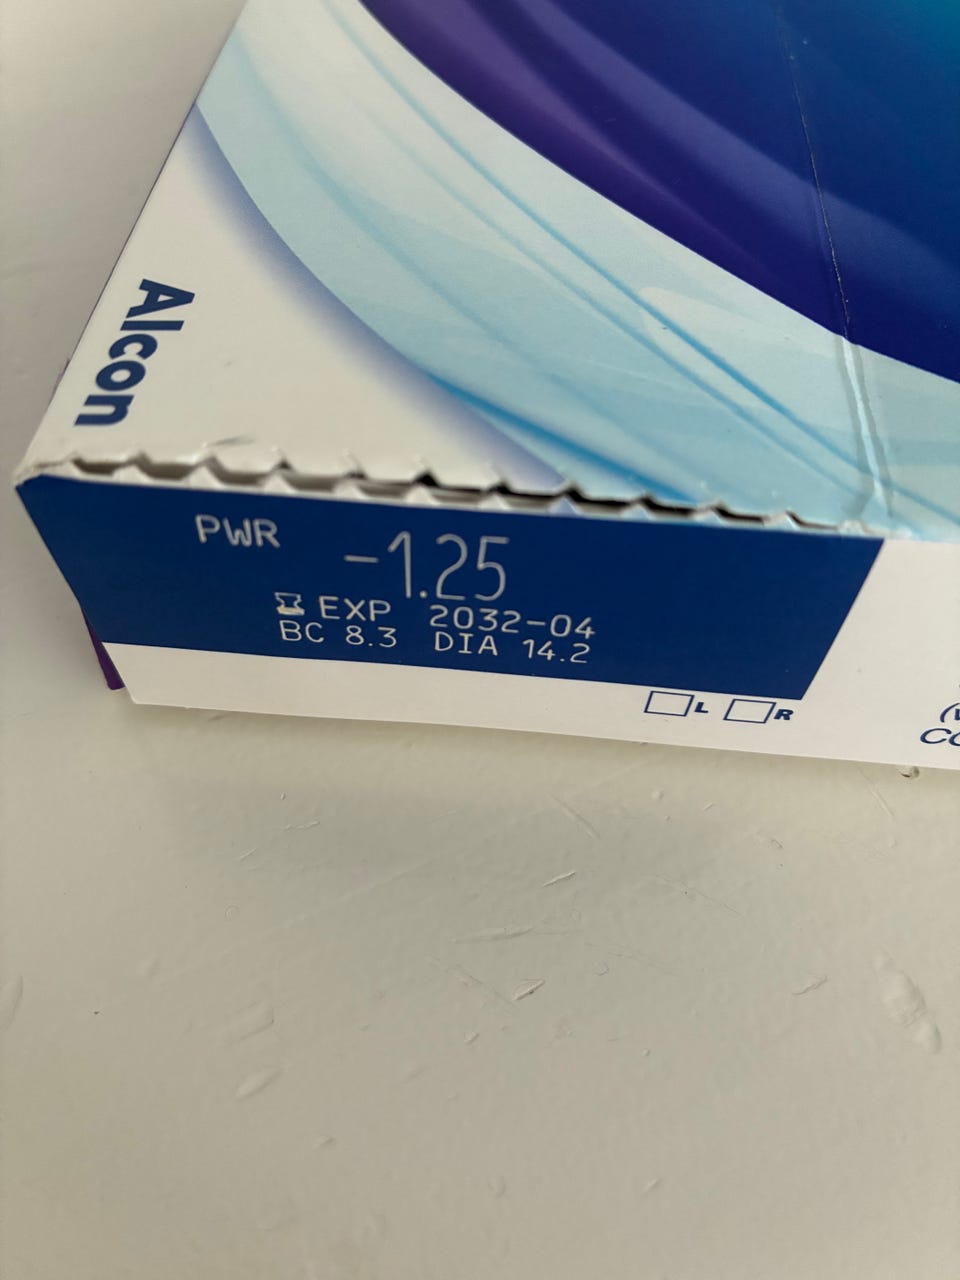 Alcon
PWR -1.25
EXP 2032-04
BC 8.3 DIA 14.2
L R